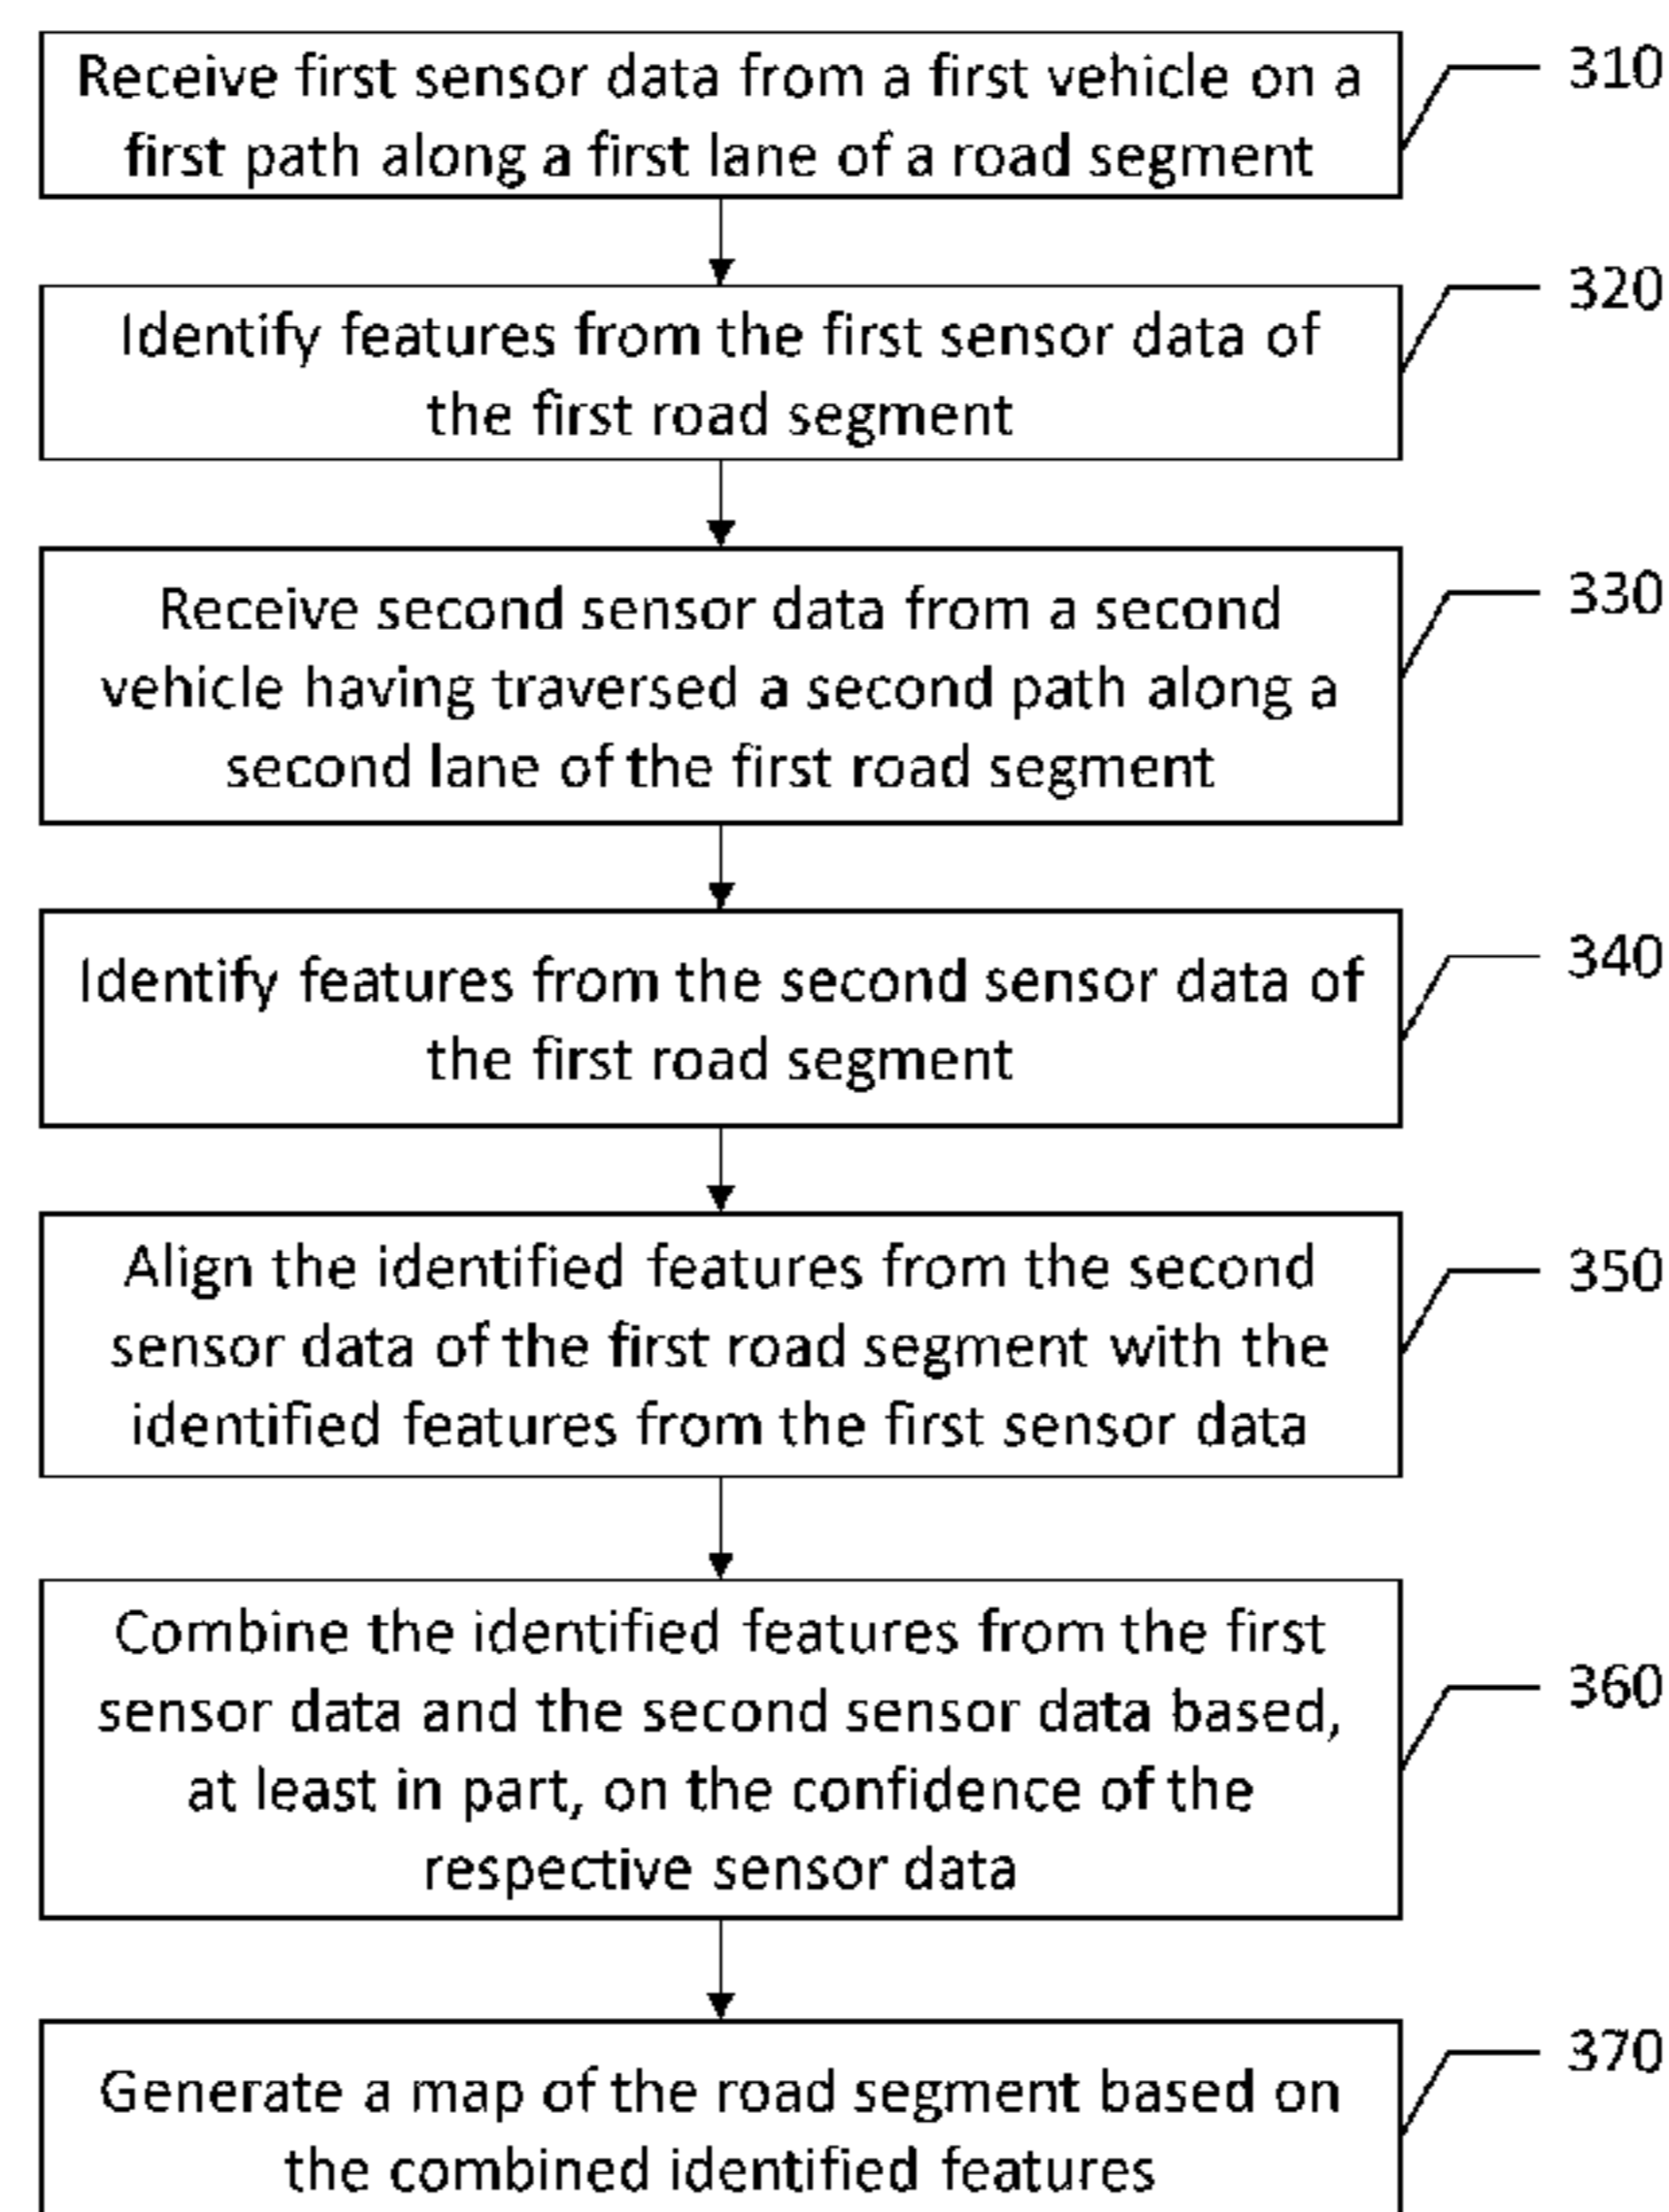 Receive first sensor data from a first vehicle on a
first path along a first lane of a road segment
310
Identify features from the first sensor data of
the first road segment
320
Receive second sensor data from a second
vehicle having traversed a second path along a
second lane of the first road segment
330
Identify features from the second sensor data of
the first road segment
340
Align the identified features from the second
sensor data of the first road segment with the
identified features from the first sensor data
350
Combine the identified features from the first
sensor data and the second sensor data based,
at least in part, on the confidence of the
respective sensor data
360
Generate a map of the road segment based on
the combined identified features
370